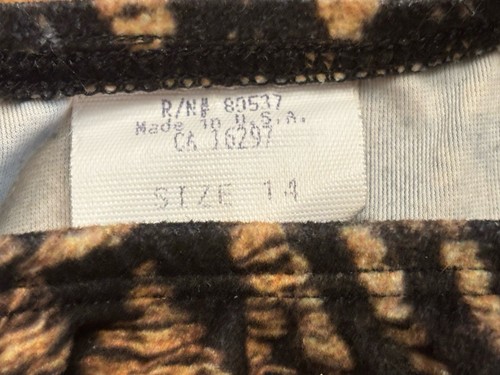 R/N# 80537
Made in U.S.A.
CA 16297
SIZE 14